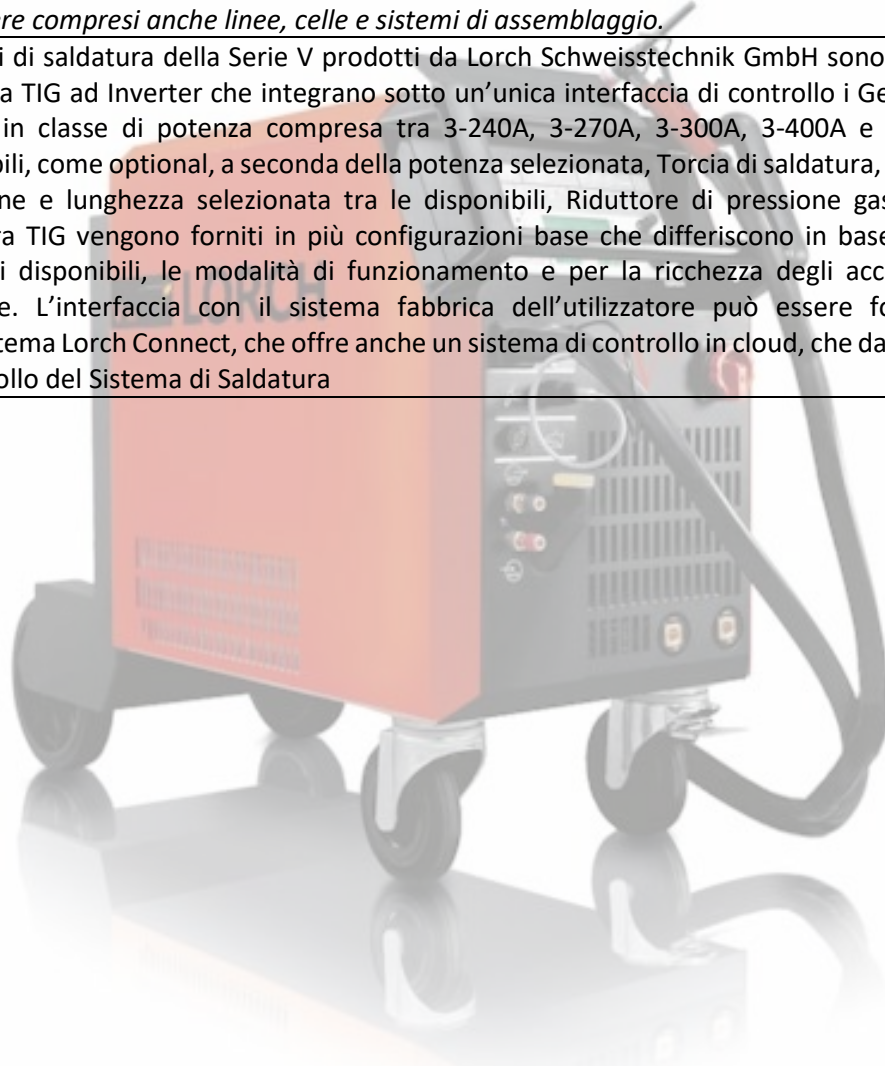 re compresi anche linee, celle e sistemi di assemblaggio.
i di saldatura della Serie V prodotti da Lorch Schweisstechnik GmbH sono
a TIG ad Inverter che integrano sotto un’unica interfaccia di controllo i Ge
in classe di potenza compresa tra 3-240A, 3-270A, 3-300A, 3-400A e
bili, come optional, a seconda della potenza selezionata, Torcia di saldatura,
ne e lunghezza selezionata tra le disponibili, Riduttore di pressione gas
ra TIG vengono forniti in più configurazioni base che differiscono in base
i disponibili, le modalità di funzionamento e per la ricchezza degli acc
e. L’interfaccia con il sistema fabbrica dell’utilizzatore può essere fo
tema Lorch Connect, che offre anche un sistema di controllo in cloud, che da
ollo del Sistema di Saldatura
LORCH